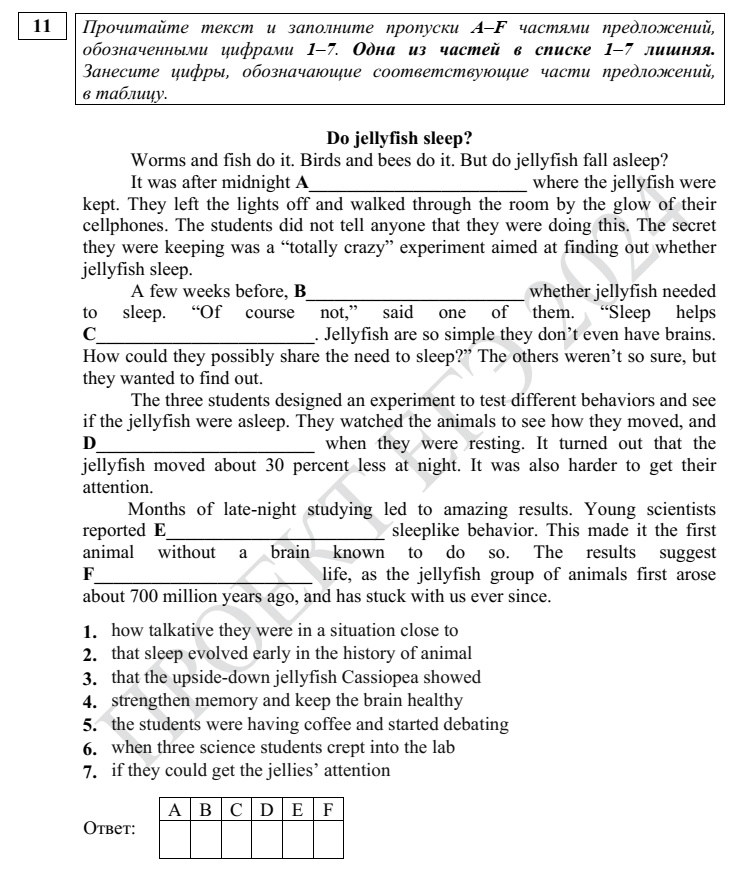 11
Прочитайте текст и заполните пропуски A–F частями предложений,
обозначенными цифрами 1–7. Одна из частей в списке 1–7 лишняя.
Занесите цифры, обозначающие соответствующие части предложений,
в таблицу.
Do jellyfish sleep?
Worms and fish do it. Birds and bees do it. But do jellyfish fall asleep?
It was after midnight A________________________ where the jellyfish were
kept. They left the lights off and walked through the room by the glow of their
cellphones. The students did not tell anyone that they were doing this. The secret
they were keeping was a “totally crazy” experiment aimed at finding out whether
jellyfish sleep.
A few weeks before, B________________________ whether jellyfish needed
to sleep. “Of course not,” said one of them. “Sleep helps
C________________________. Jellyfish are so simple they don’t even have brains.
How could they possibly share the need to sleep?” The others weren’t so sure, but
they wanted to find out.
The three students designed an experiment to test different behaviors and see
if the jellyfish were asleep. They watched the animals to see how they moved, and
D________________________ when they were resting. It turned out that the
jellyfish moved about 30 percent less at night. It was also harder to get their
attention.
Months of late-night studying led to amazing results. Young scientists
reported E________________________ sleeplike behavior. This made it the first
animal without a brain known to do so. The results suggest
F________________________ life, as the jellyfish group of animals first arose
about 700 million years ago, and has stuck with us ever since.
1. how talkative they were in a situation close to
2. that sleep evolved early in the history of animal
3. that the upside-down jellyfish Cassiopea showed
4. strengthen memory and keep the brain healthy
5. the students were having coffee and started debating
6. when three science students crept into the lab
7. if they could get the jellies’ attention
A B C D E F
Ответ:
ПРОЕКТ ЕГЭ 2024